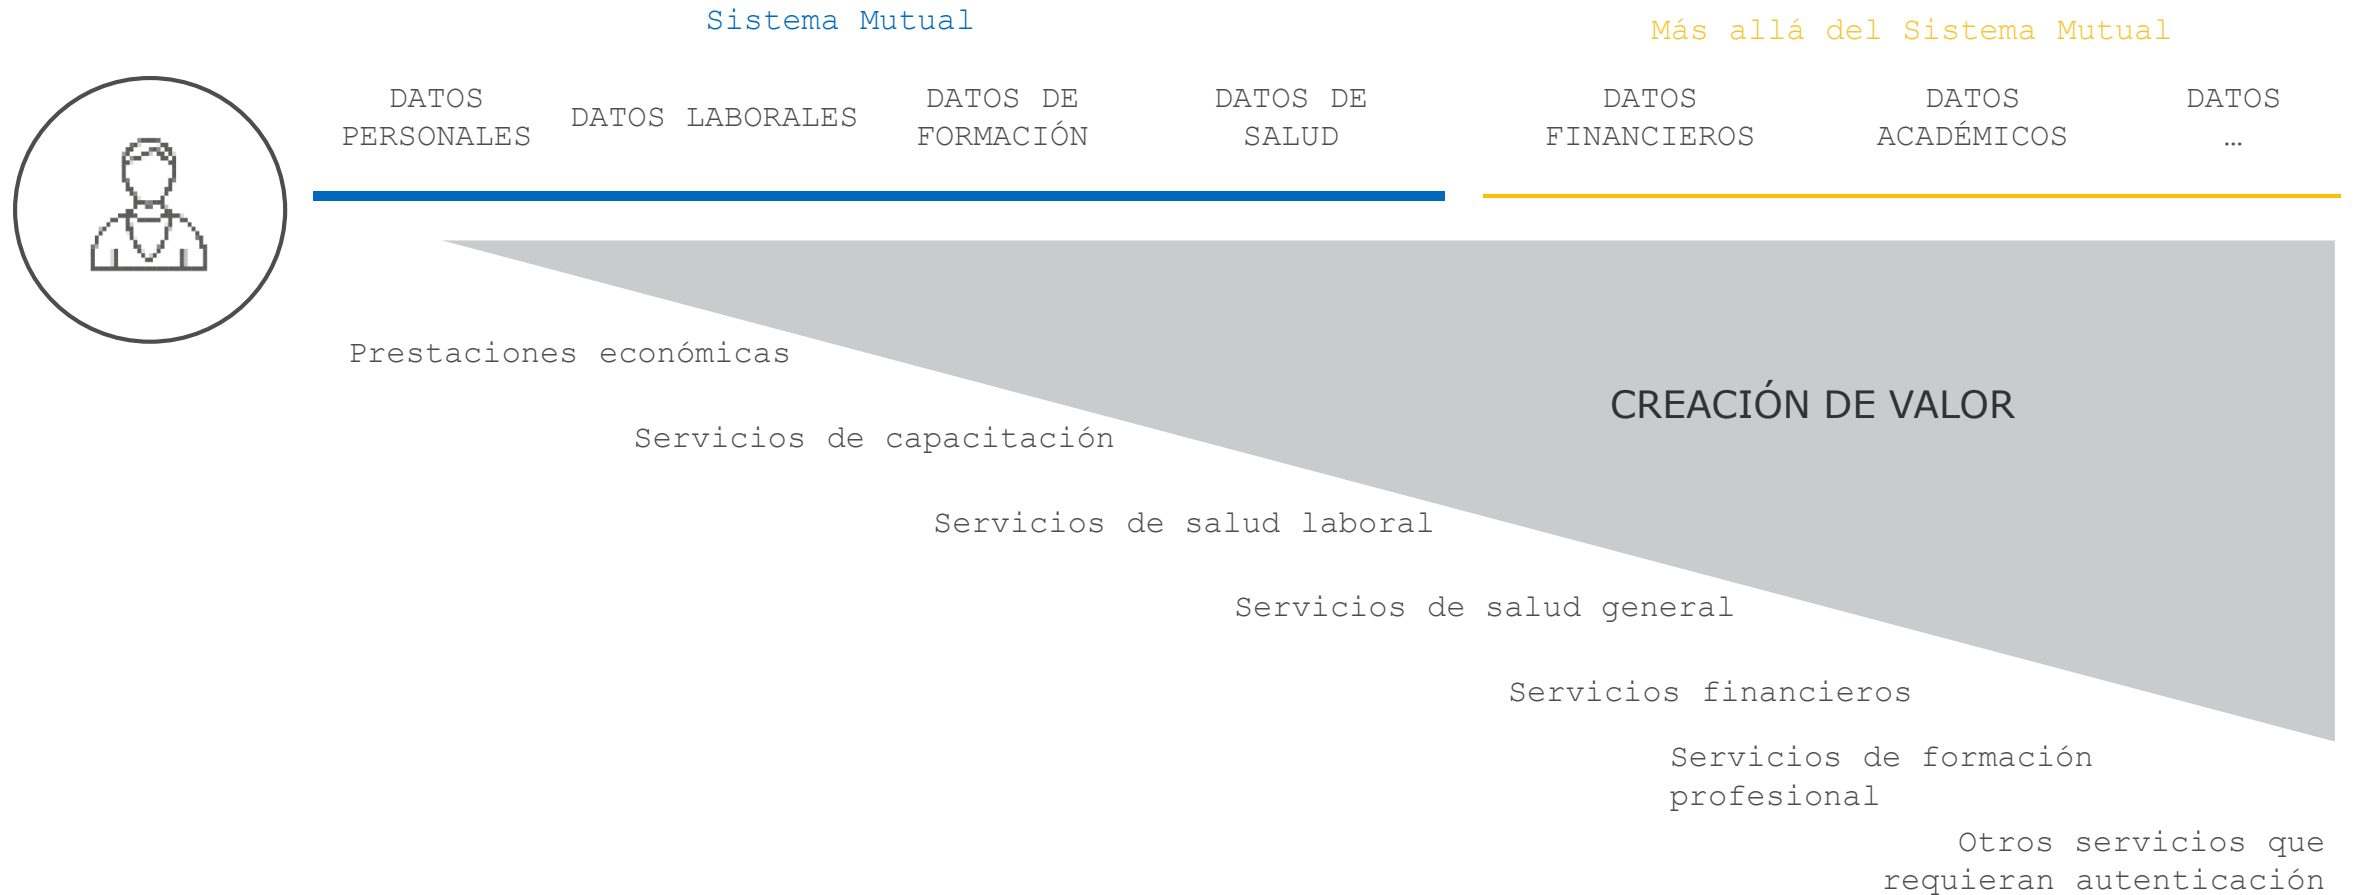 Sistema Mutual
Más allá del Sistema Mutual
DATOS
PERSONALES
DATOS LABORALES
DATOS DE
FORMACIÓN
DATOS DE
SALUD
DATOS
FINANCIEROS
DATOS
ACADÉMICOS
DATOS
…
Prestaciones económicas
CREACIÓN DE VALOR
Servicios de capacitación
Servicios de salud laboral
Servicios de salud general
Servicios financieros
Servicios de formación
profesional
Otros servicios que
requieran autenticación